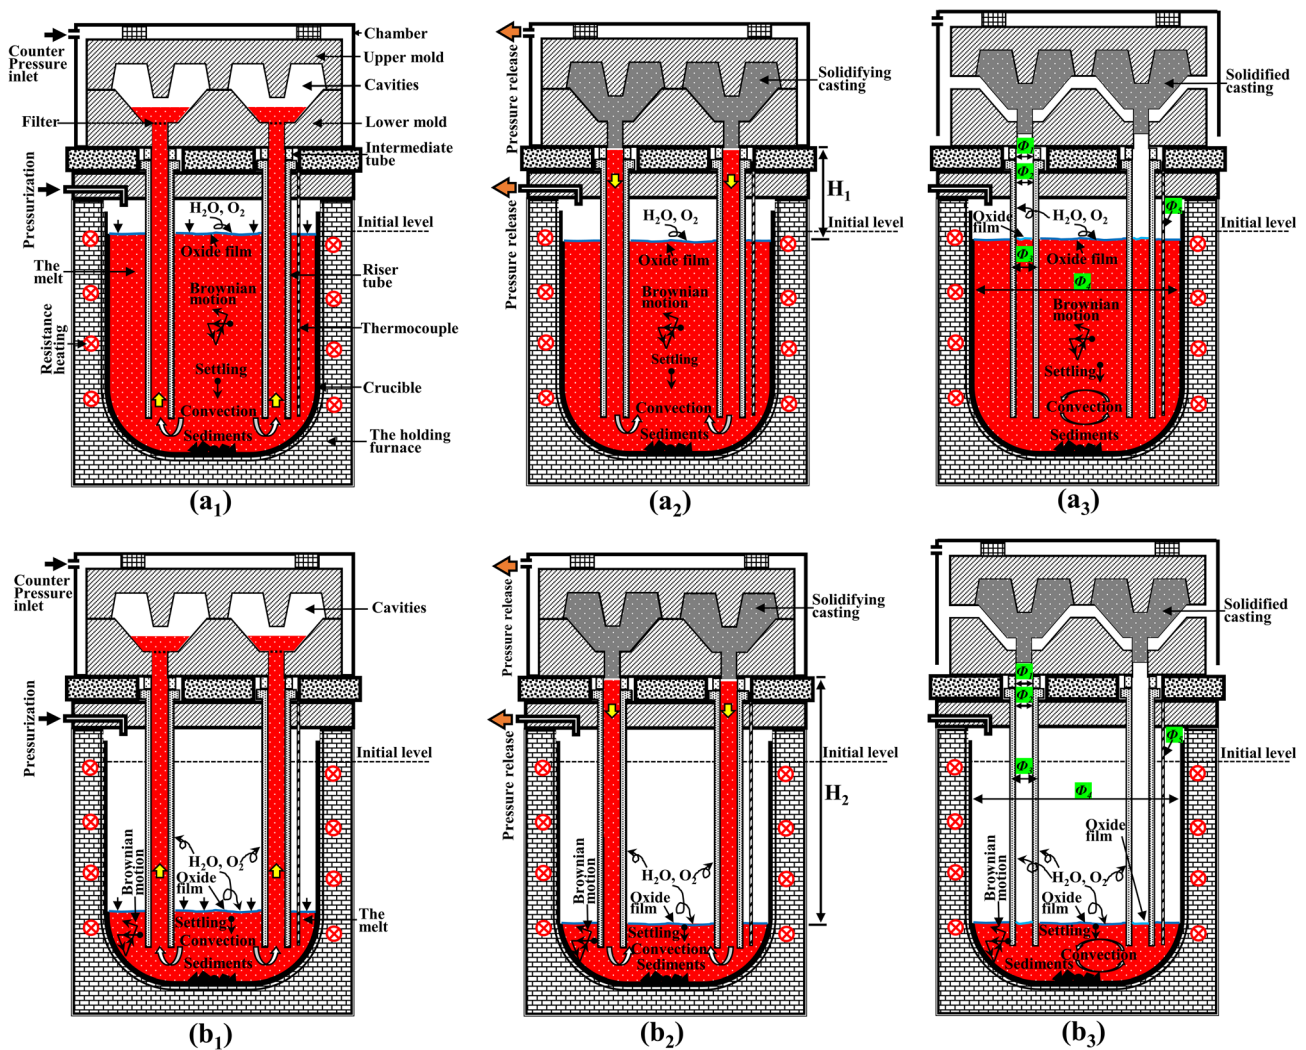 Counter
Pressure
inlet
Chamber
Upper mold
Cavities
Filter
Lower mold
Intermediate
tube
Pressurization
H2O, O2
Initial level
Oxide film
The
melt
Riser
tube
Brownian
motion
Thermocouple
Resistance
heating
Settling
Crucible
Convection
Sediments
The holding
furnace
(a1)
Pressure release
Solidifying
casting
Pressure release
H1
H2O, O2
Initial level
Oxide film
Brownian
motion
Settling
Convection
Sediments
(a2)
Solidified
casting
Oxide
film
H2O, O2
Initial level
Oxide film
Brownian
motion
Settling
Convection
Sediments
(a3)
Counter
Pressure
inlet
Cavities
Pressurization
Initial level
Brownian
motion
H2O, O2
Oxide
film
The
melt
Settling
Convection
Sediments
(b1)
Pressure release
Solidifying
casting
Pressure release
Initial level
H2
Brownian
motion
H2O, O2
Oxide
film
Settling
Convection
Sediments
(b2)
Solidified
casting
Initial level
Φ4
Brownian
motion
Oxide
film
H2O, O2
Oxide
film
Settling
Convection
Sediments
(b3)